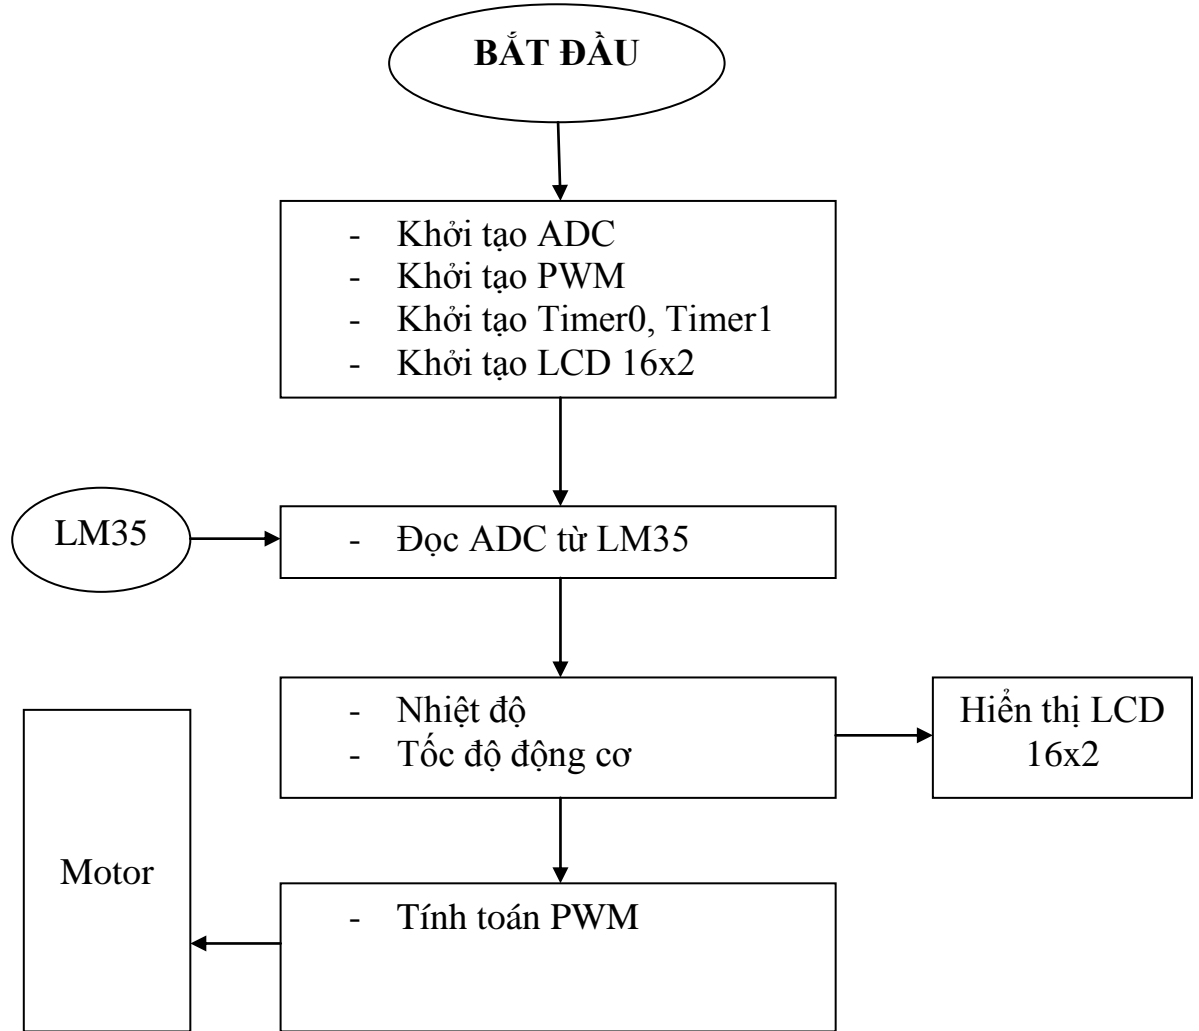 BẮT ĐẦU
- Khởi tạo ADC
- Khởi tạo PWM
- Khởi tạo Timer0, Timer1
- Khởi tạo LCD 16x2
LM35
- Đọc ADC từ LM35
- Nhiệt độ
- Tốc độ động cơ
Hiển thị LCD
16x2
Motor
- Tính toán PWM